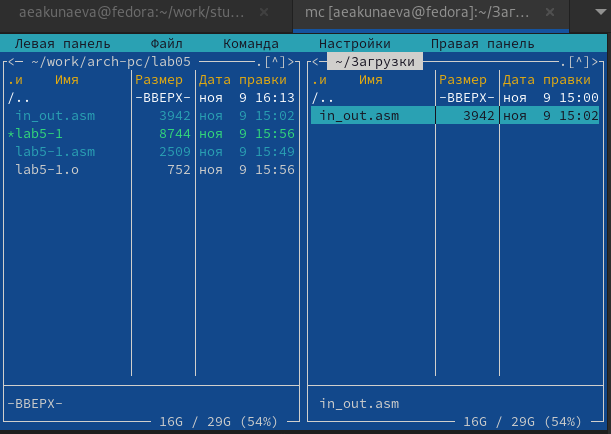 aeakunaeva@fedora:~/work/stu... × mc [aeakunaeva@fedora]:~/Заг... ×
Левая панель Файл Команда Настройки Правая панель
<─ ~/work/arch-pc/lab05 ─.[^]> <─ ~/Загрузки ─.[^]>
.и Имя Размер Дата правки .и Имя Размер Дата правки
/.. -ВВЕРХ- ноя 9 16:13 /.. -ВВЕРХ- ноя 9 15:00
in_out.asm 3942 ноя 9 15:02 in_out.asm 3942 ноя 9 15:02
*lab5-1 8744 ноя 9 15:56
lab5-1.asm 2509 ноя 9 15:49
lab5-1.o 752 ноя 9 15:56
-ВВЕРХ- in_out.asm
16G / 29G (54%) 16G / 29G (54%)